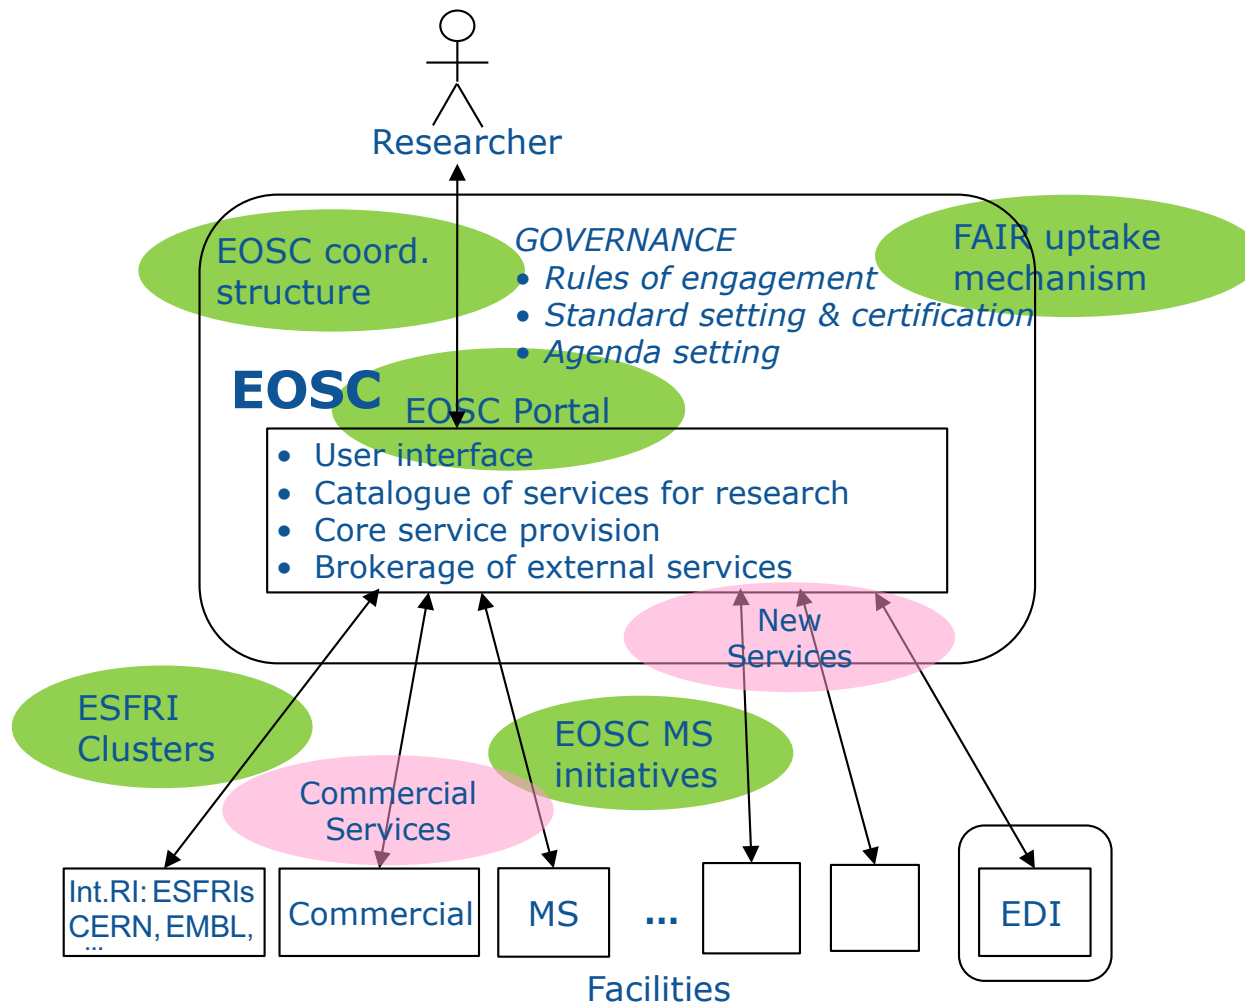 Researcher
EOSC coord.
structure
GOVERNANCE
• Rules of engagement
• Standard setting & certification
• Agenda setting
FAIR uptake
mechanism
EOSC
EOSC Portal
• User interface
• Catalogue of services for research
• Core service provision
• Brokerage of external services
New
Services
ESFRI
Clusters
EOSC MS
initiatives
Commercial
Services
Int.RI: ESFRIs
CERN, EMBL,
...
Commercial
MS
...
EDI
Facilities